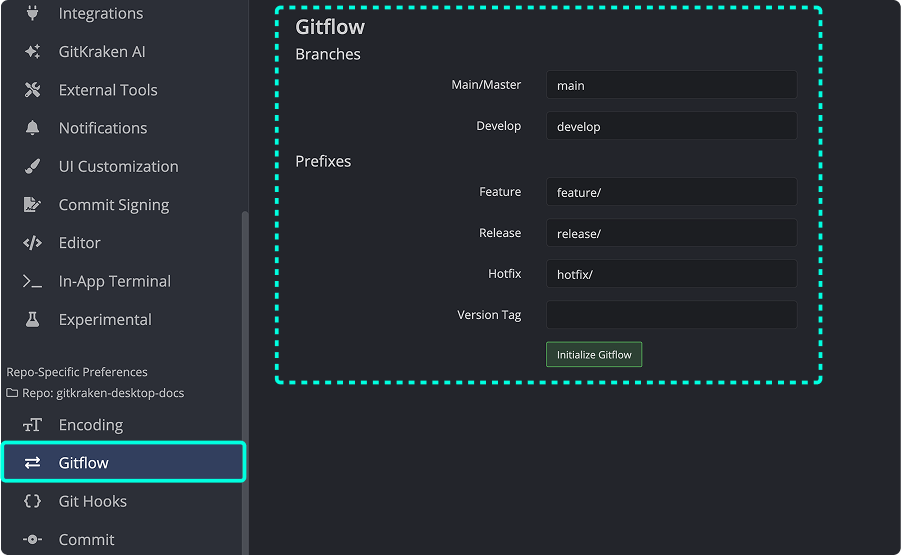 Integrations
GitKraken AI
External Tools
Notifications
UI Customization
Commit Signing
Editor
In-App Terminal
Experimental
Repo-Specific Preferences
Repo: gitkraken-desktop-docs
Encoding
Gitflow
Git Hooks
Commit
Gitflow
Branches
Main/Master main
Develop develop
Prefixes
Feature feature/
Release release/
Hotfix hotfix/
Version Tag
Initialize Gitflow